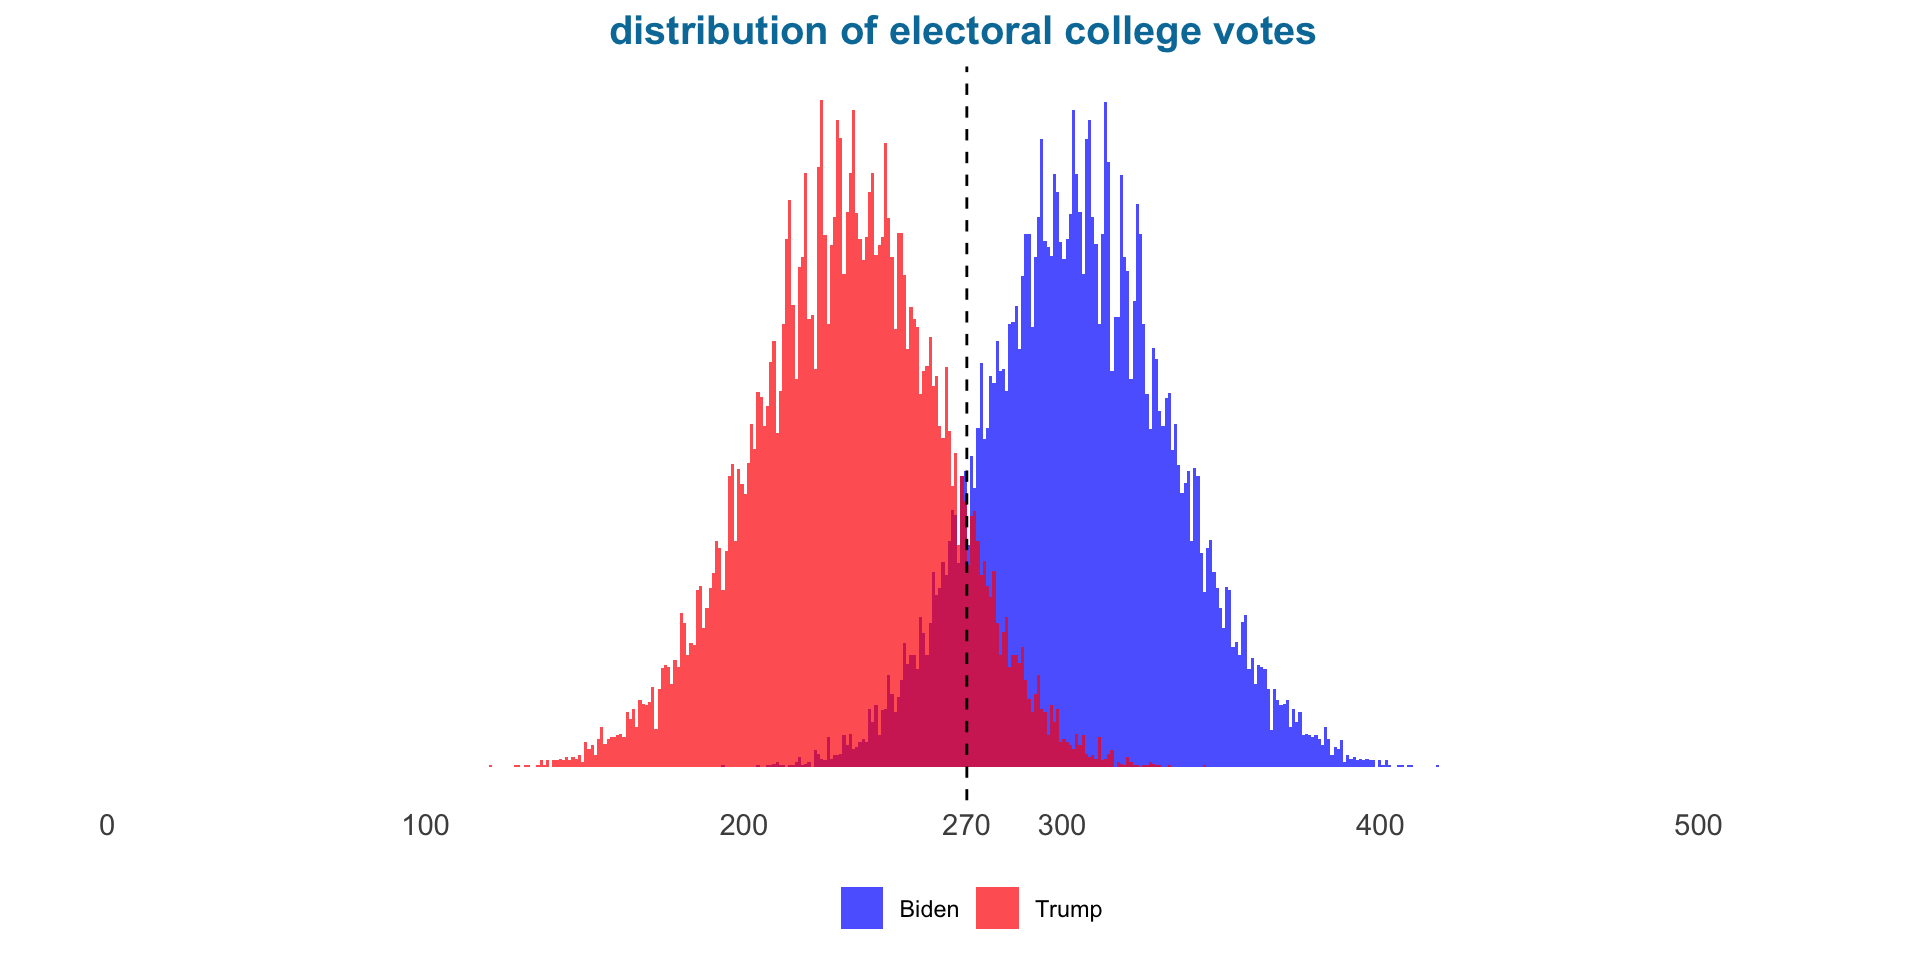 distribution of electoral college votes
0 100 200 270 300 400 500
Biden Trump